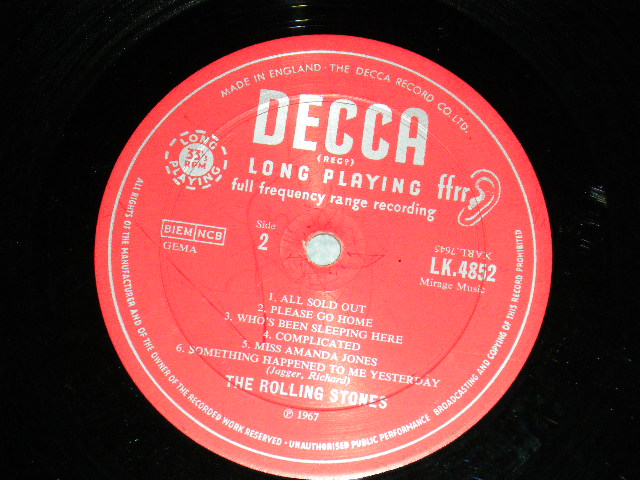 MADE IN ENGLAND · THE DECCA RECORD CO. LTD.
DECCA
(REGD)
LONG PLAYING
33⅓
RPM
LONG PLAYING
ffrr
full frequency range recording
BIEM NCB
GEMA
Side
2
XARL.7645
LK.4852
Mirage Music
1. ALL SOLD OUT
2. PLEASE GO HOME
3. WHO'S BEEN SLEEPING HERE
4. COMPLICATED
5. MISS AMANDA JONES
6. SOMETHING HAPPENED TO ME YESTERDAY
(Jagger, Richard)
THE ROLLING STONES
℗ 1967
ALL RIGHTS OF THE MANUFACTURER AND OF THE OWNER OF THE RECORDED WORK RESERVED · UNAUTHORISED PUBLIC PERFORMANCE BROADCASTING AND COPYING OF THIS RECORD PROHIBITED